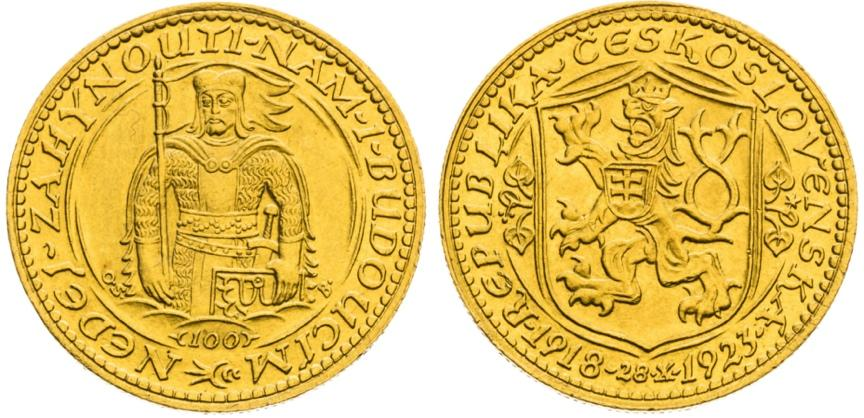 NEDEJ·ZAHYNOUTI·NÁM·I·BUDOUCÍM
O.Š.Z
(100)
·REPUBLIKA·ČESKOSLOVENSKÁ
·1918·28·X·1923·